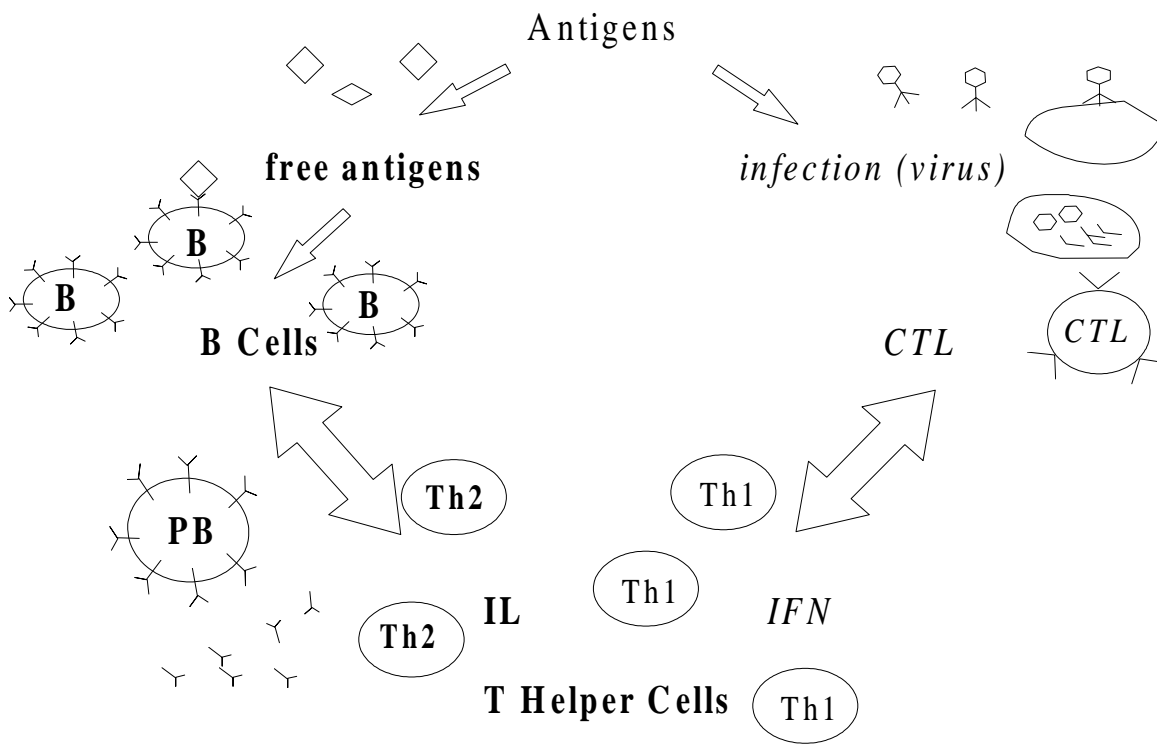 Antigens
free antigens
infection (virus)
B
B
B
B Cells
CTL
CTL
Th2
Th1
PB
Th1
IL
IFN
Th2
T Helper Cells
Th1